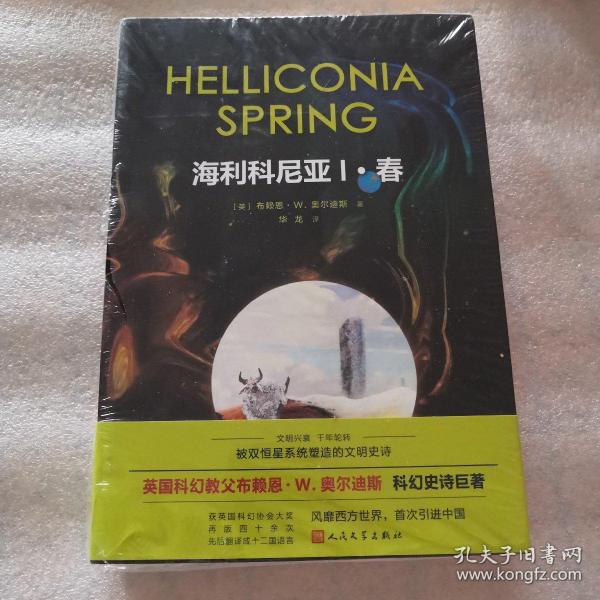 HELLICONIA
SPRING
海利科尼亚Ⅰ·春
[英] 布赖恩·W.奥尔迪斯 著
华 龙 译
文明兴衰 千年轮转
被双恒星系统塑造的文明史诗
英国科幻教父布赖恩·W.奥尔迪斯 科幻史诗巨著
获英国科幻协会大奖
再版四十余次
先后翻译成十二国语言
风靡西方世界，首次引进中国
人民文学出版社
孔夫子旧书网
www.kongfz.com